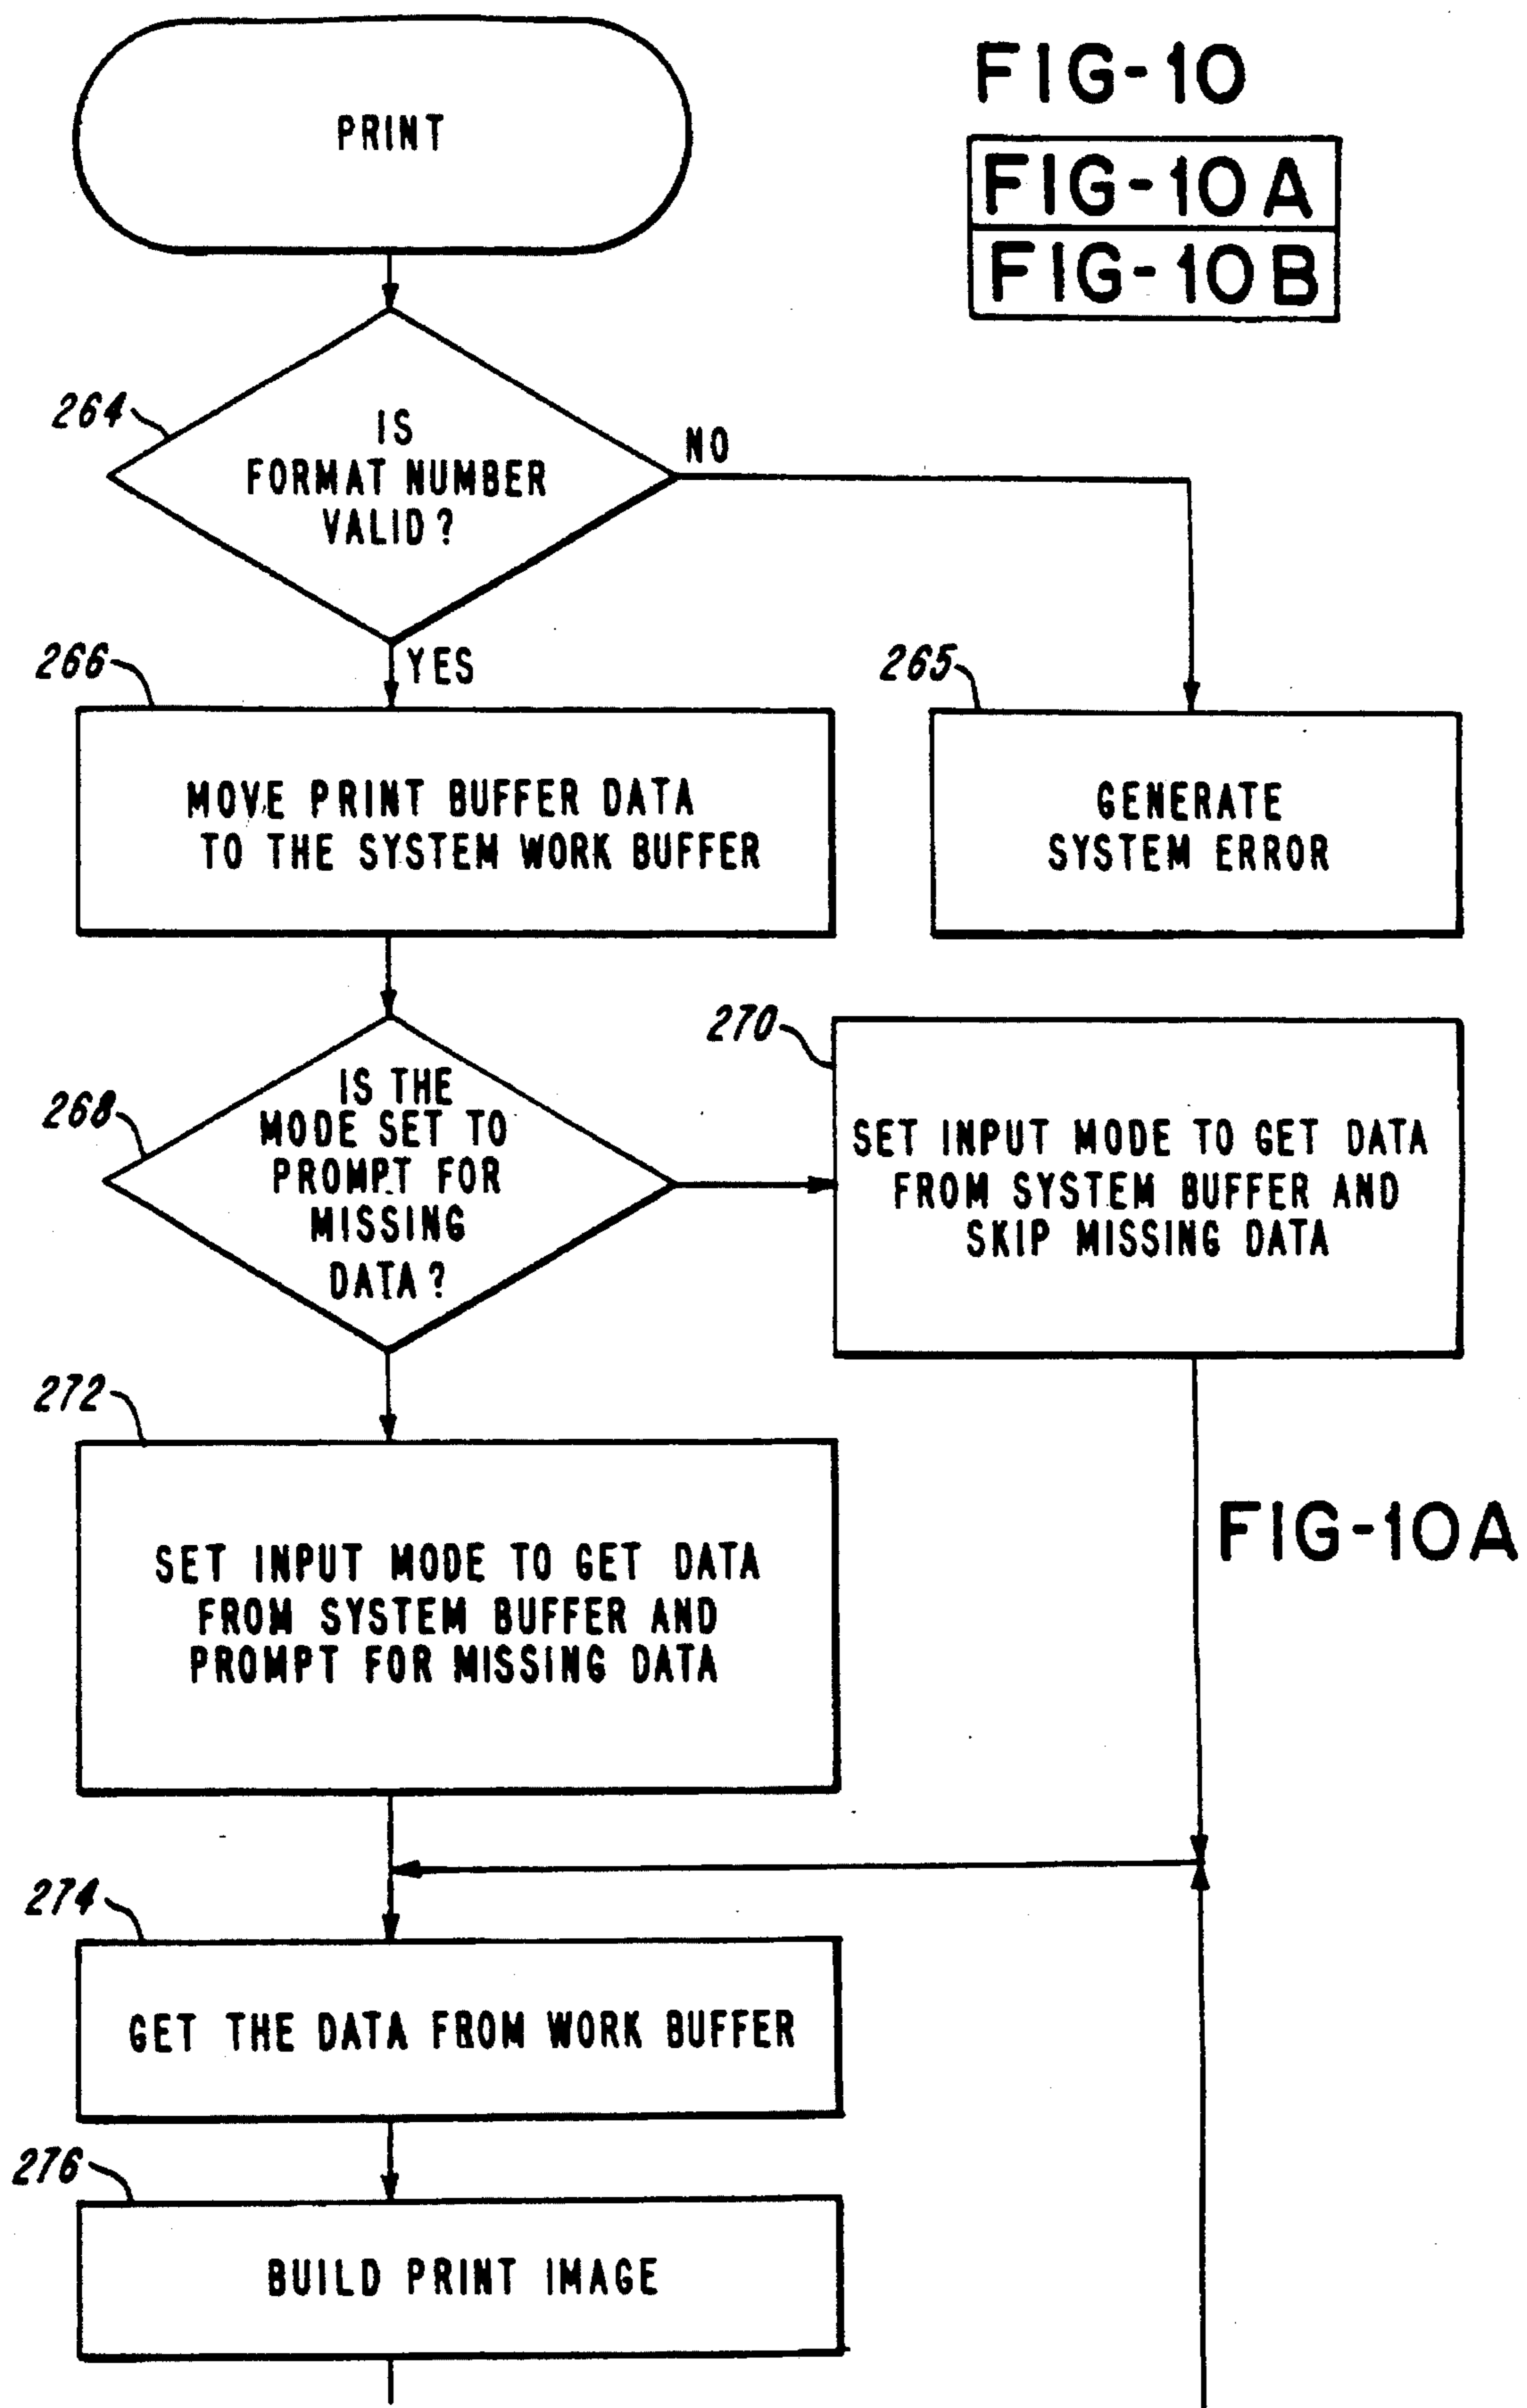 PRINT
FIG-10
FIG-10A
FIG-10B
264
IS
FORMAT NUMBER
VALID?
NO
YES
266
MOVE PRINT BUFFER DATA
TO THE SYSTEM WORK BUFFER
265
GENERATE
SYSTEM ERROR
268
IS THE
MODE SET TO
PROMPT FOR
MISSING
DATA?
270
SET INPUT MODE TO GET DATA
FROM SYSTEM BUFFER AND
SKIP MISSING DATA
272
SET INPUT MODE TO GET DATA
FROM SYSTEM BUFFER AND
PROMPT FOR MISSING DATA
FIG-10A
274
GET THE DATA FROM WORK BUFFER
276
BUILD PRINT IMAGE